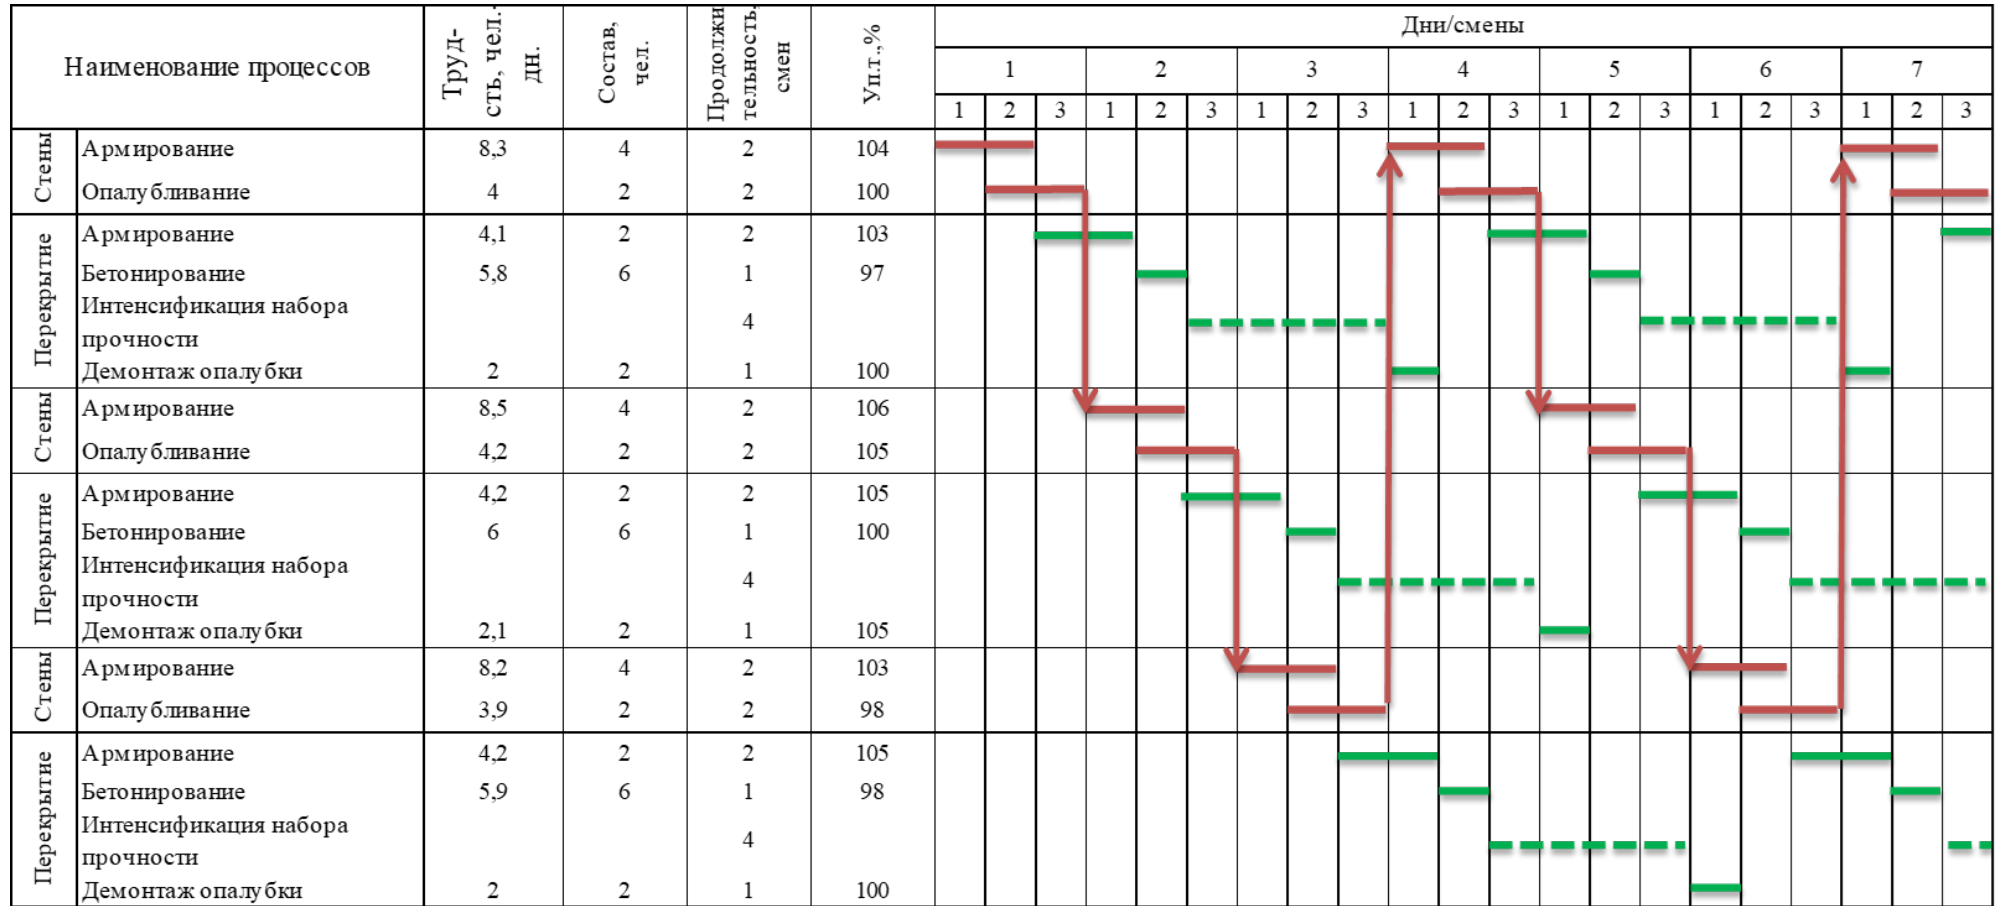 Наименование процессов
Труд-
сть, чел.-
дн.
Состав,
чел.
Продолжи
тельность,
смен
Уп.т.,%
Дни/смены
1 2 3 4 5 6 7
1 2 3 1 2 3 1 2 3 1 2 3 1 2 3 1 2 3 1 2 3
Стены
Армирование 8,3 4 2 104
Опалубливание 4 2 2 100
Перекрытие
Армирование 4,1 2 2 103
Бетонирование 5,8 6 1 97
Интенсификация набора
прочности 4
Демонтаж опалубки 2 2 1 100
Стены
Армирование 8,5 4 2 106
Опалубливание 4,2 2 2 105
Перекрытие
Армирование 4,2 2 2 105
Бетонирование 6 6 1 100
Интенсификация набора
прочности 4
Демонтаж опалубки 2,1 2 1 105
Стены
Армирование 8,2 4 2 103
Опалубливание 3,9 2 2 98
Перекрытие
Армирование 4,2 2 2 105
Бетонирование 5,9 6 1 98
Интенсификация набора
прочности 4
Демонтаж опалубки 2 2 1 100